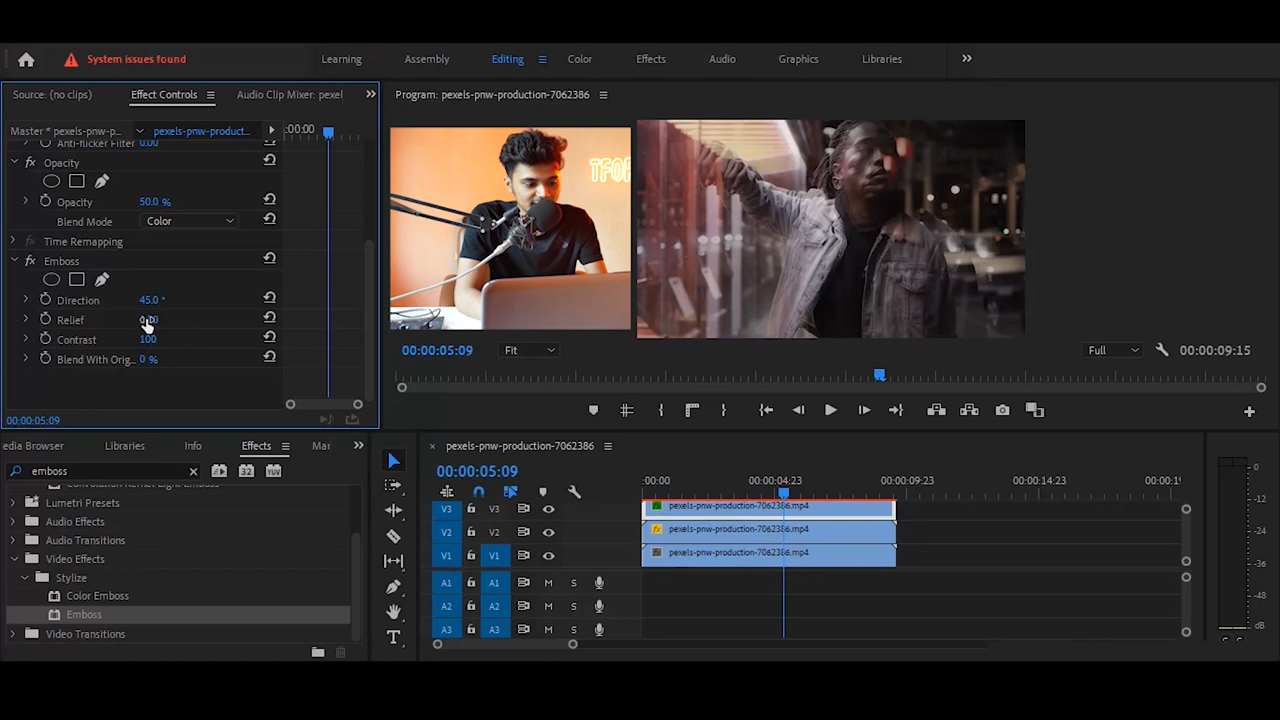 System issues found
Learning
Assembly
Editing
Color
Effects
Audio
Graphics
Libraries
Source: (no clips)
Effect Controls
Audio Clip Mixer: pexel
Program: pexels-pnw-production-7062386
Master * pexels-pnw-p...
pexels-pnw-product...
:00:00
Anti-flicker Filter
0.00
fx Opacity
Opacity
50.0 %
Blend Mode
Color
fx Time Remapping
fx Emboss
Direction
45.0 °
Relief
Contrast
100
Blend With Orig...
0 %
00:00:05:09
00:00:05:09
Fit
Full
00:00:09:15
edia Browser
Libraries
Info
Effects
Mar
emboss
Lumetri Presets
Audio Effects
Audio Transitions
Video Effects
Stylize
Color Emboss
Emboss
Video Transitions
× pexels-pnw-production-7062386
00:00:05:09
:00:00
00:00:04:23
00:00:09:23
00:00:14:23
V3
V3
pexels-pnw-production-7062386.mp4
V2
V2
pexels-pnw-production-7062386.mp4
V1
V1
pexels-pnw-production-7062386.mp4
A1
A1
M
S
A2
A2
M
S
A3
A3
M
S
0
-12
-18
-24
-30
-36
-42
-48
-54
dB